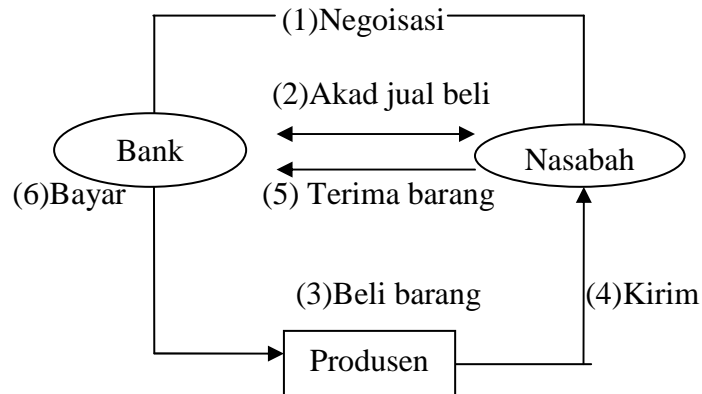 (1)Negoisasi
(2)Akad jual beli
Bank
Nasabah
(6)Bayar
(5) Terima barang
(3)Beli barang
(4)Kirim
Produsen